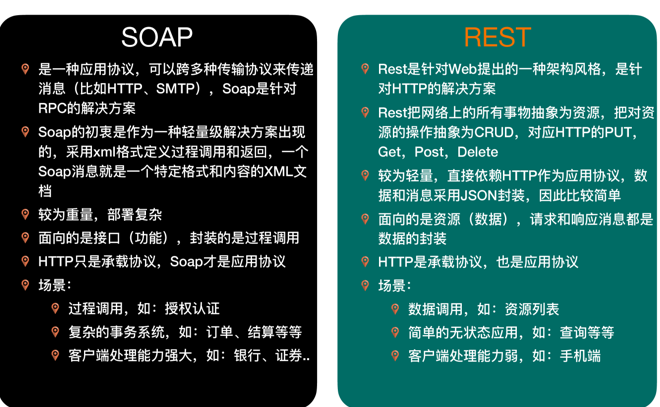 SOAP
是一种应用协议，可以跨多种传输协议来传递
消息（比如HTTP、SMTP），Soap是针对
RPC的解决方案
Soap的初衷是作为一种轻量级解决方案出现
的，采用xml格式定义过程调用和返回，一个
Soap消息就是一个特定格式和内容的XML文
档
较为重量，部署复杂
面向的是接口（功能），封装的是过程调用
HTTP只是承载协议，Soap才是应用协议
场景：
过程调用，如：授权认证
复杂的事务系统，如：订单、结算等等
客户端处理能力强大，如：银行、证券..
REST
Rest是针对Web提出的一种架构风格，是针
对HTTP的解决方案
Rest把网络上的所有事物抽象为资源，把对资
源的操作抽象为CRUD，对应HTTP的PUT，
Get，Post，Delete
较为轻量，直接依赖HTTP作为应用协议，数
据和消息采用JSON封装，因此比较简单
面向的是资源（数据），请求和响应消息都是
数据的封装
HTTP是承载协议，也是应用协议
场景：
数据调用，如：资源列表
简单的无状态应用，如：查询等等
客户端处理能力弱，如：手机端